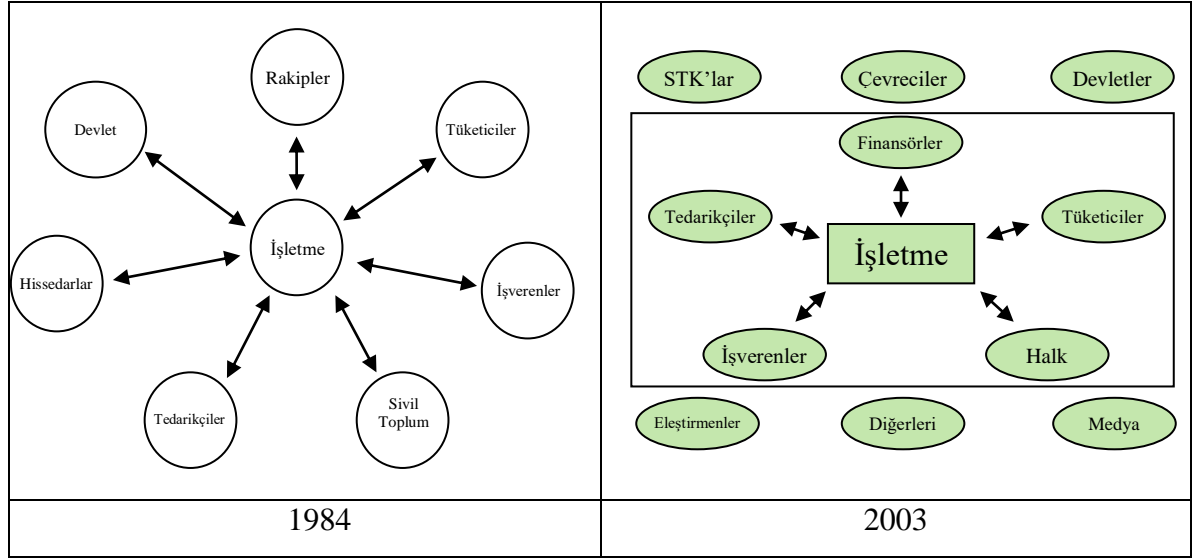 Rakipler
Devlet
Tüketiciler
İşletme
Hissedarlar
İşverenler
Tedarikçiler
Sivil
Toplum
1984
STK’lar
Çevreciler
Devletler
Finansörler
Tedarikçiler
Tüketiciler
İşletme
İşverenler
Halk
Eleştirmenler
Diğerleri
Medya
2003